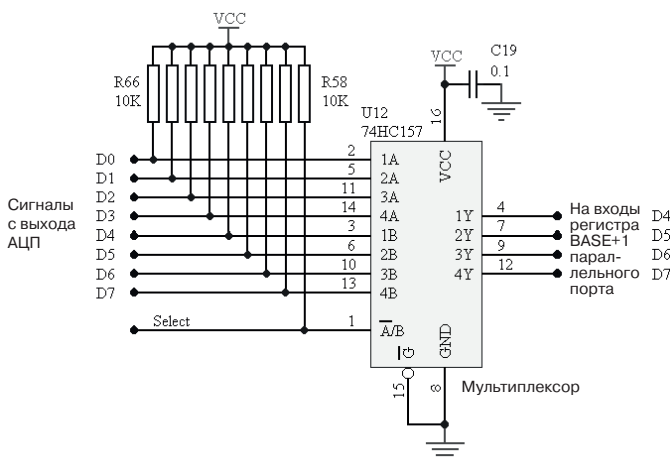 VCC
R66
10K
R58
10K
VCC
C19
0.1
U12
74HC157
16
VCC
Сигналы
с выхода
АЦП
D0
D1
D2
D3
D4
D5
D6
D7
Select
2
5
11
14
3
6
10
13
1
1A
2A
3A
4A
1B
2B
3B
4B
A/B
1Y
2Y
3Y
4Y
4
7
9
12
На входы
регистра
BASE+1
парал-
лельного
порта
D4
D5
D6
D7
G
GND
15
8
Мультиплексор